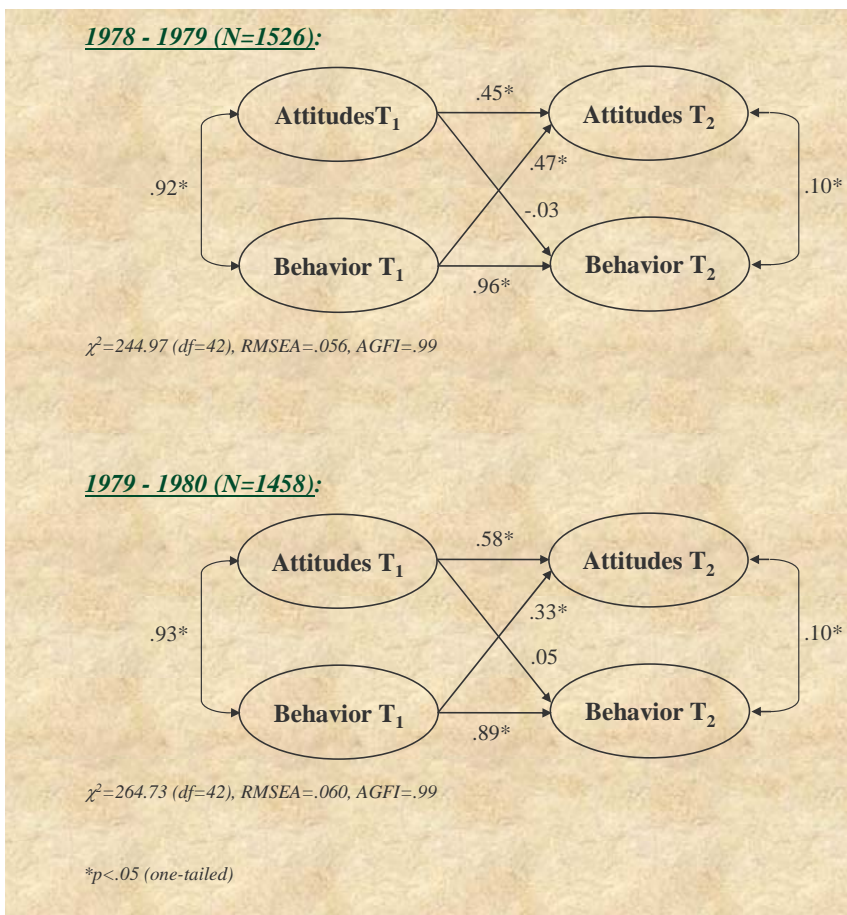 1978 - 1979 (N=1526):
AttitudesT1
.45*
Attitudes T2
.92*
.47*
.10*
-.03
Behavior T1
.96*
Behavior T2
χ2=244.97 (df=42), RMSEA=.056, AGFI=.99
1979 - 1980 (N=1458):
Attitudes T1
.58*
Attitudes T2
.93*
.33*
.10*
.05
Behavior T1
.89*
Behavior T2
χ2=264.73 (df=42), RMSEA=.060, AGFI=.99
*p<.05 (one-tailed)